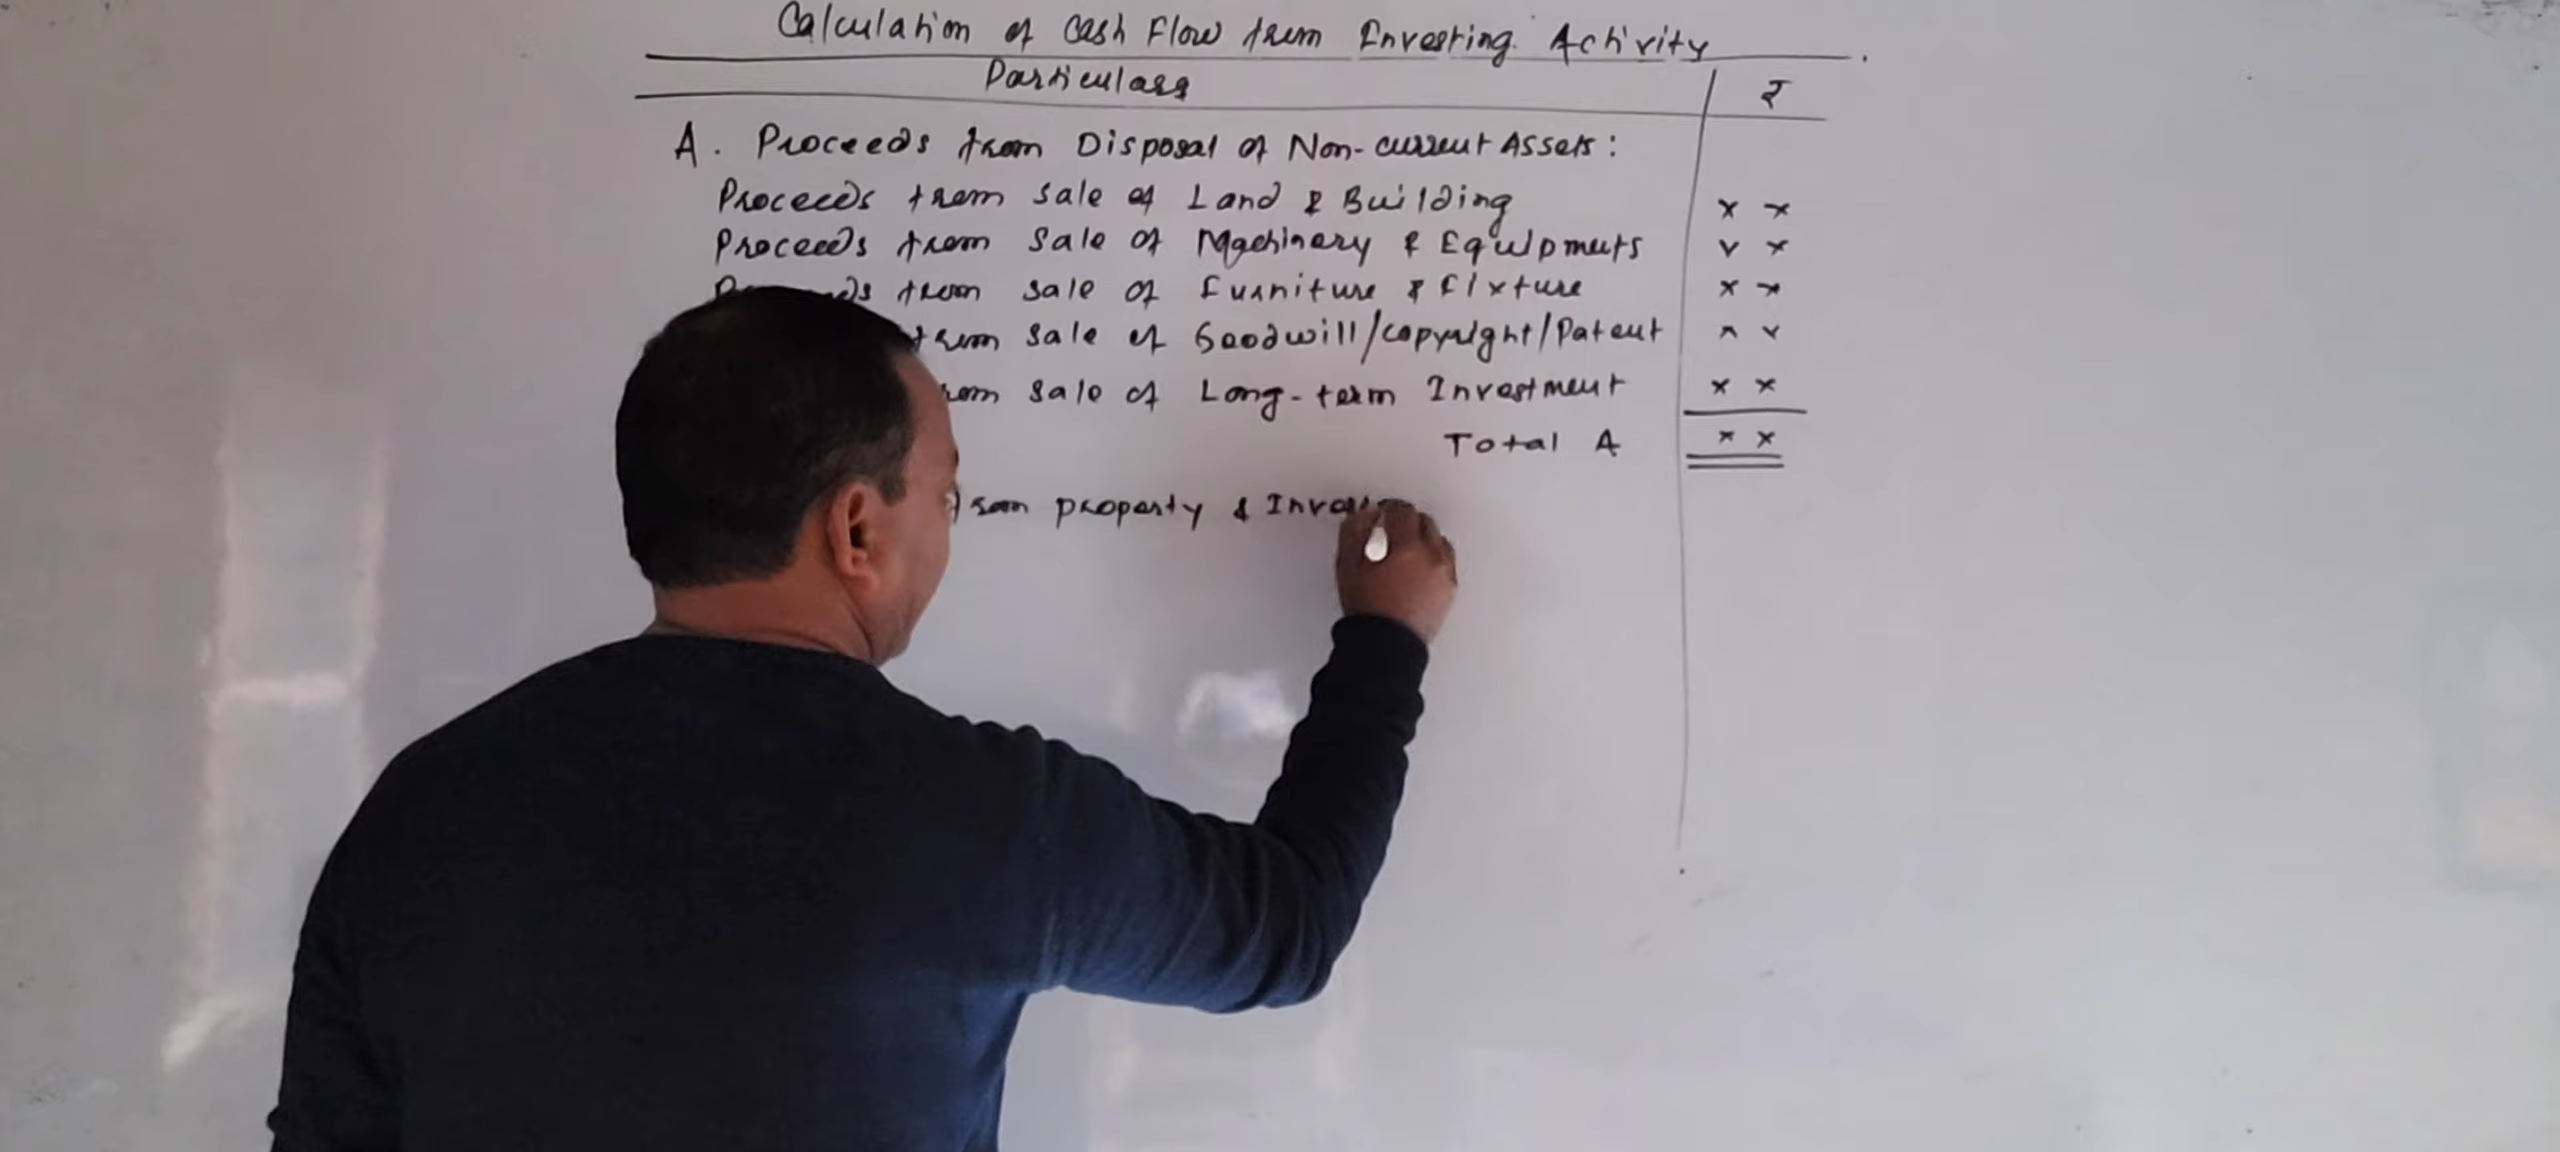 Calculation of Cash Flow from Investing Activity
Particulars ₹
A. Proceeds from Disposal of Non-current Assets:
Proceeds from Sale of Land & Building x x
Proceeds from Sale of Machinery & Equipments x x
from sale of furniture & fixture x x
from sale of Goodwill/copyright/Patent x x
from sale of Long-term Investment x x
Total A x x
from property &